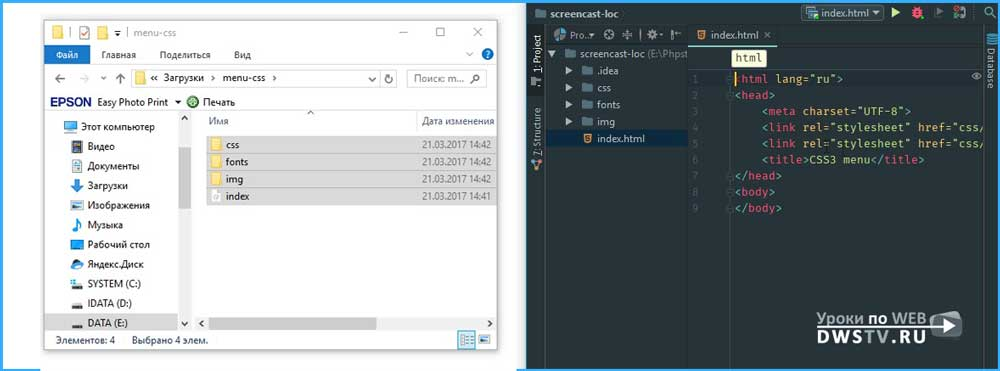 menu-css
Файл
Главная
Поделиться
Вид
« Загрузки › menu-css ›
Поиск: m...
EPSON Easy Photo Print
Печать
Имя
Дата изменения
Этот компьютер
Видео
Документы
Загрузки
Изображения
Музыка
Рабочий стол
Яндекс.Диск
SYSTEM (C:)
IDATA (D:)
DATA (E:)
css 21.03.2017 14:42
fonts 21.03.2017 14:42
img 21.03.2017 14:42
index 21.03.2017 14:41
Элементов: 4 Выбрано 4 элем.
screencast-loc
index.html
Pro...
index.html
html
1: Project
7: Structure
Database
screencast-loc (E:\Phpst
.idea
css
fonts
img
index.html
1 <html lang="ru">
2 <head>
3 <meta charset="UTF-8">
4 <link rel="stylesheet" href="css/
5 <link rel="stylesheet" href="css/
6 <title>CSS3 menu</title>
7 </head>
8 <body>
9 </body>
Уроки по WEB
DWSTV.RU